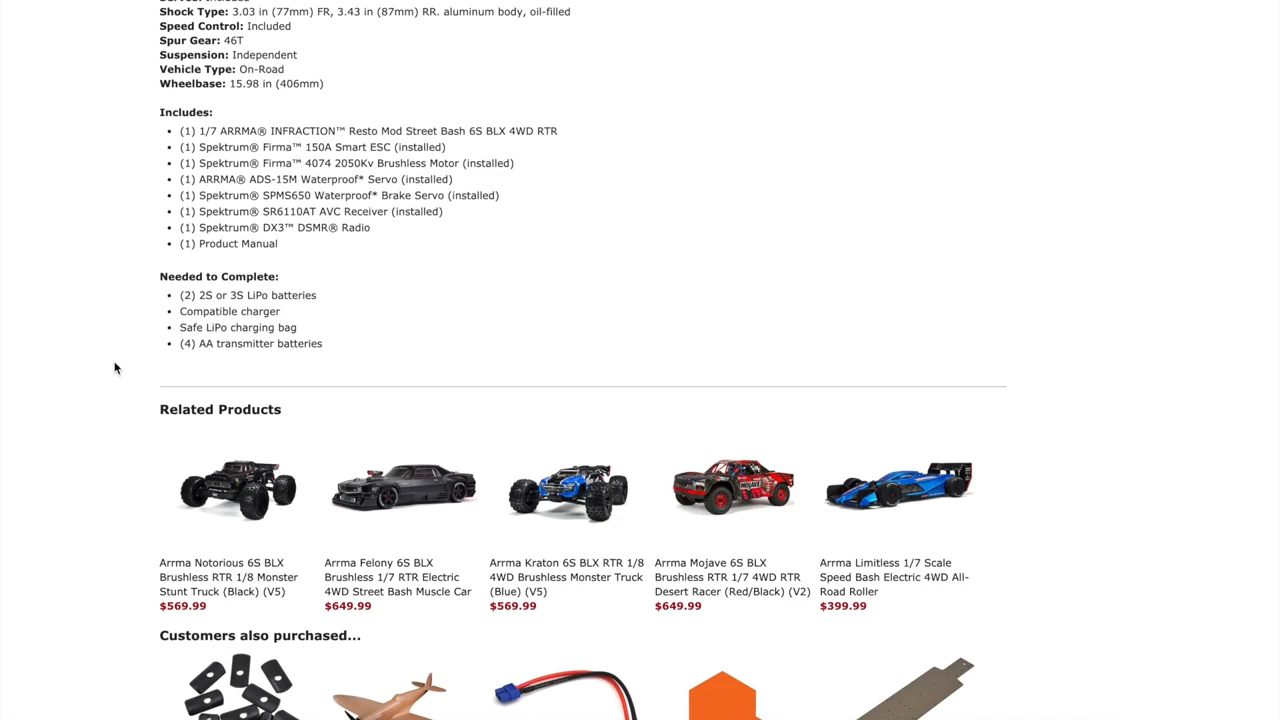 Shock Type: 3.03 in (77mm) FR, 3.43 in (87mm) RR. aluminum body, oil-filled
Speed Control: Included
Spur Gear: 46T
Suspension: Independent
Vehicle Type: On-Road
Wheelbase: 15.98 in (406mm)
Includes:
• (1) 1/7 ARRMA® INFRACTION™ Resto Mod Street Bash 6S BLX 4WD RTR
• (1) Spektrum® Firma™ 150A Smart ESC (installed)
• (1) Spektrum® Firma™ 4074 2050Kv Brushless Motor (installed)
• (1) ARRMA® ADS-15M Waterproof* Servo (installed)
• (1) Spektrum® SPMS650 Waterproof* Brake Servo (installed)
• (1) Spektrum® SR6110AT AVC Receiver (installed)
• (1) Spektrum® DX3™ DSMR® Radio
• (1) Product Manual
Needed to Complete:
• (2) 2S or 3S LiPo batteries
• Compatible charger
• Safe LiPo charging bag
• (4) AA transmitter batteries
Related Products
Arrma Notorious 6S BLX
Brushless RTR 1/8 Monster
Stunt Truck (Black) (V5)
$569.99
Arrma Felony 6S BLX
Brushless 1/7 RTR Electric
4WD Street Bash Muscle Car
$649.99
Arrma Kraton 6S BLX RTR 1/8
4WD Brushless Monster Truck
(Blue) (V5)
$569.99
Arrma Mojave 6S BLX
Brushless RTR 1/7 4WD RTR
Desert Racer (Red/Black) (V2)
$649.99
Arrma Limitless 1/7 Scale
Speed Bash Electric 4WD All-
Road Roller
$399.99
Customers also purchased...